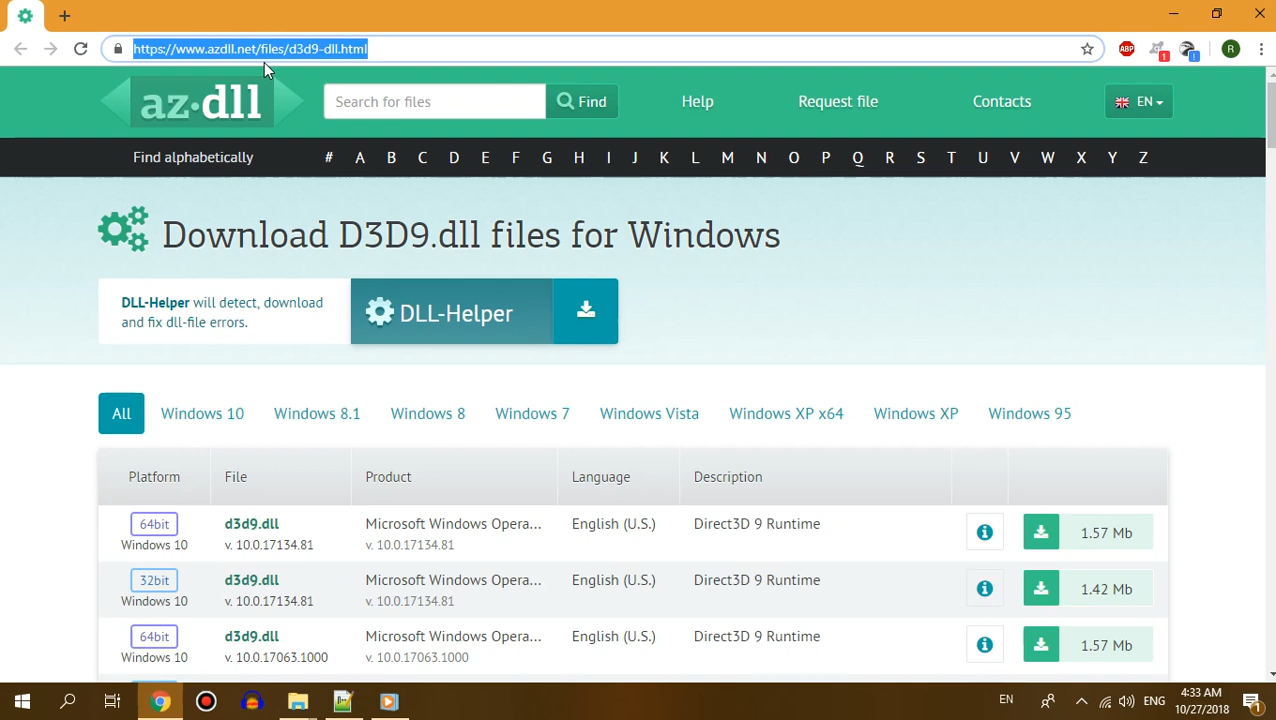 https://www.azdll.net/files/d3d9-dll.html
ABP
1
!
R
az·dll
Search for files
Find
Help
Request file
Contacts
EN
Find alphabetically
# A B C D E F G H I J K L M N O P Q R S T U V W X Y Z
Download D3D9.dll files for Windows
DLL-Helper will detect, download
and fix dll-file errors.
DLL-Helper
All
Windows 10
Windows 8.1
Windows 8
Windows 7
Windows Vista
Windows XP x64
Windows XP
Windows 95
Platform File Product Language Description
64bit d3d9.dll Microsoft Windows Opera... English (U.S.) Direct3D 9 Runtime 1.57 Mb
Windows 10 v. 10.0.17134.81 v. 10.0.17134.81
32bit d3d9.dll Microsoft Windows Opera... English (U.S.) Direct3D 9 Runtime 1.42 Mb
Windows 10 v. 10.0.17134.81 v. 10.0.17134.81
64bit d3d9.dll Microsoft Windows Opera... English (U.S.) Direct3D 9 Runtime 1.57 Mb
Windows 10 v. 10.0.17063.1000 v. 10.0.17063.1000
EN
ENG
4:33 AM
10/27/2018
1